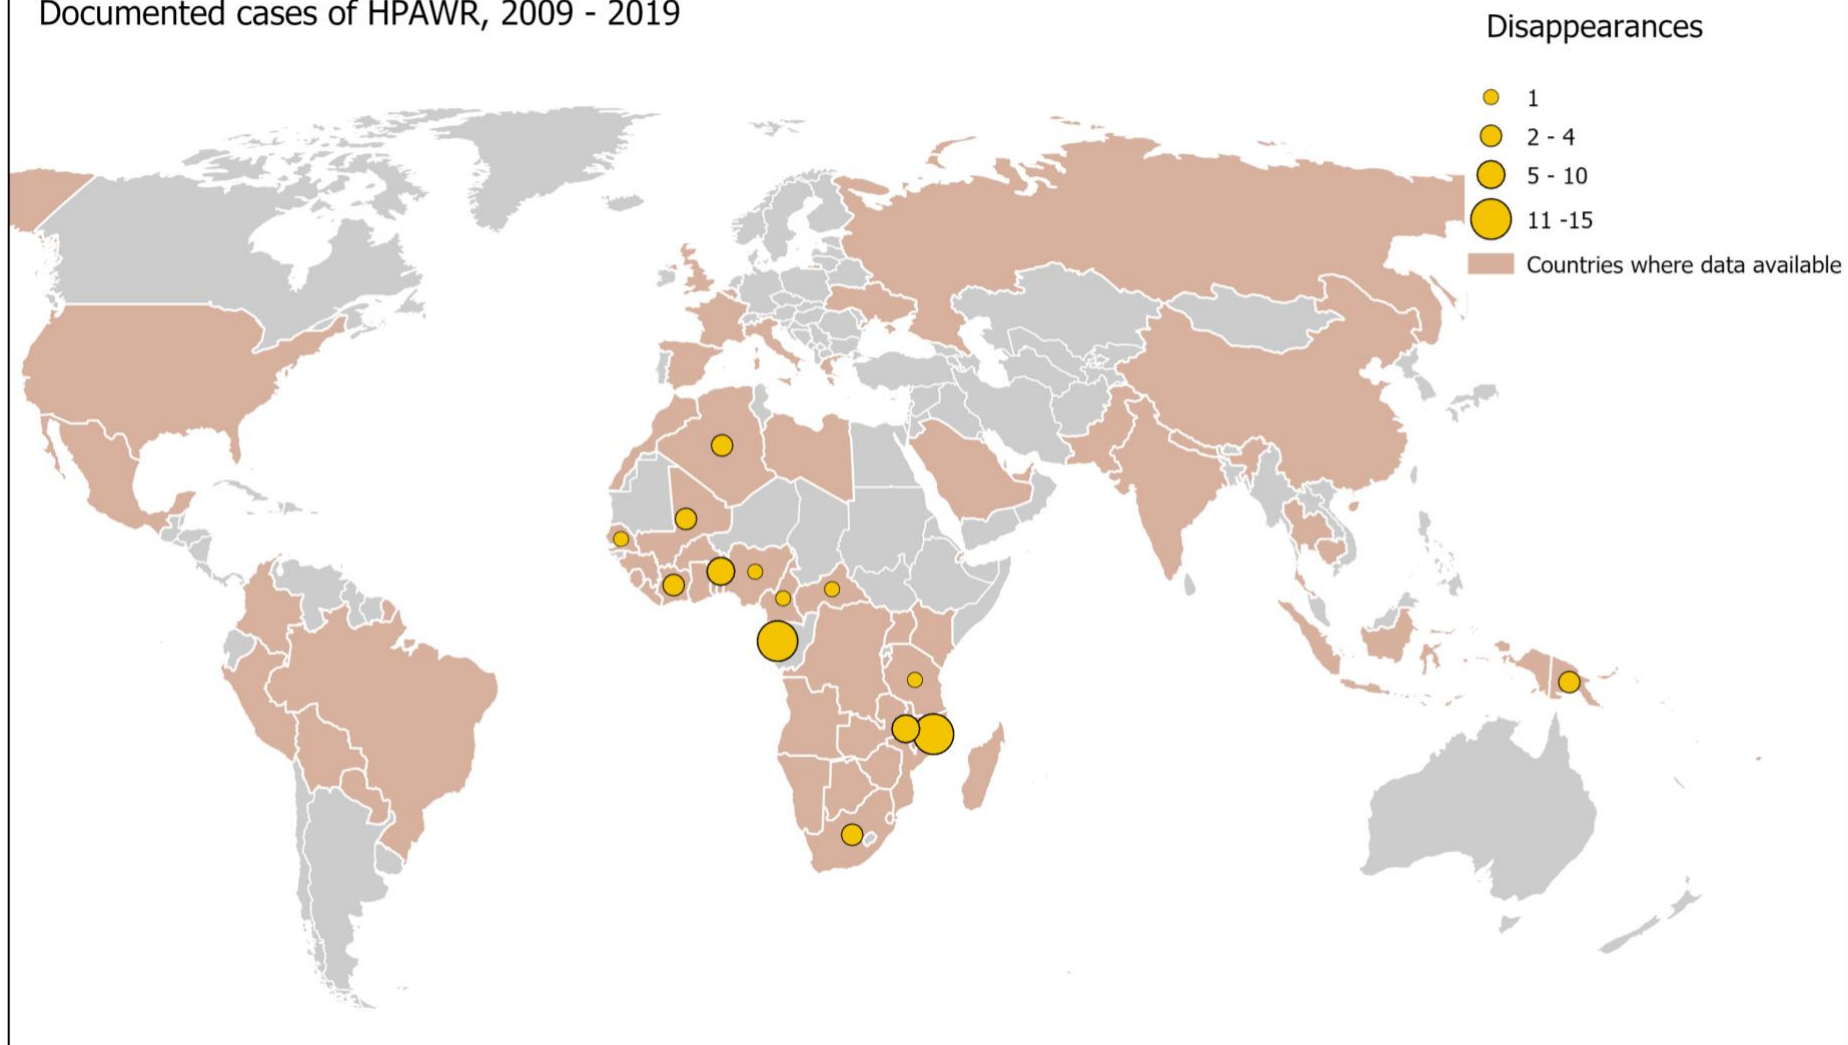 Documented cases of HPAWR, 2009 - 2019
Disappearances
1
2 - 4
5 - 10
11 -15
Countries where data available